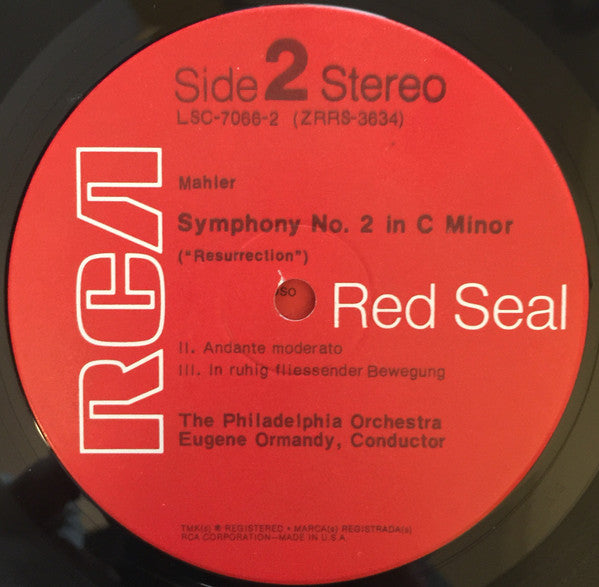 Side 2 Stereo
LSC-7066-2 (ZRRS-3634)
RCA
Mahler
Symphony No. 2 in C Minor
("Resurrection")
Red Seal
II. Andante moderato
III. In ruhig fliessender Bewegung
The Philadelphia Orchestra
Eugene Ormandy, Conductor
TMK(s) ® REGISTERED • MARCA(s) REGISTRADA(s)
RCA CORPORATION—MADE IN U.S.A.